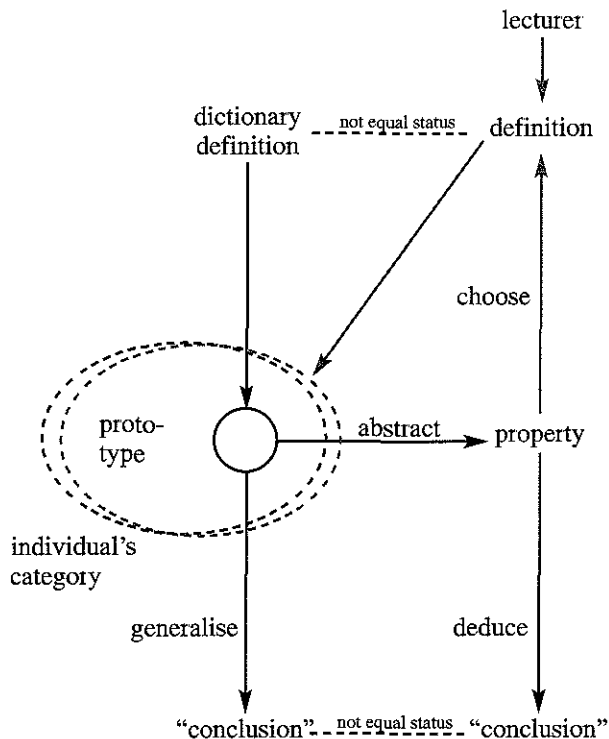 lecturer
dictionary
definition
not equal status
definition
choose
proto-
type
abstract
property
individual's
category
generalise
deduce
“conclusion”
not equal status
“conclusion”